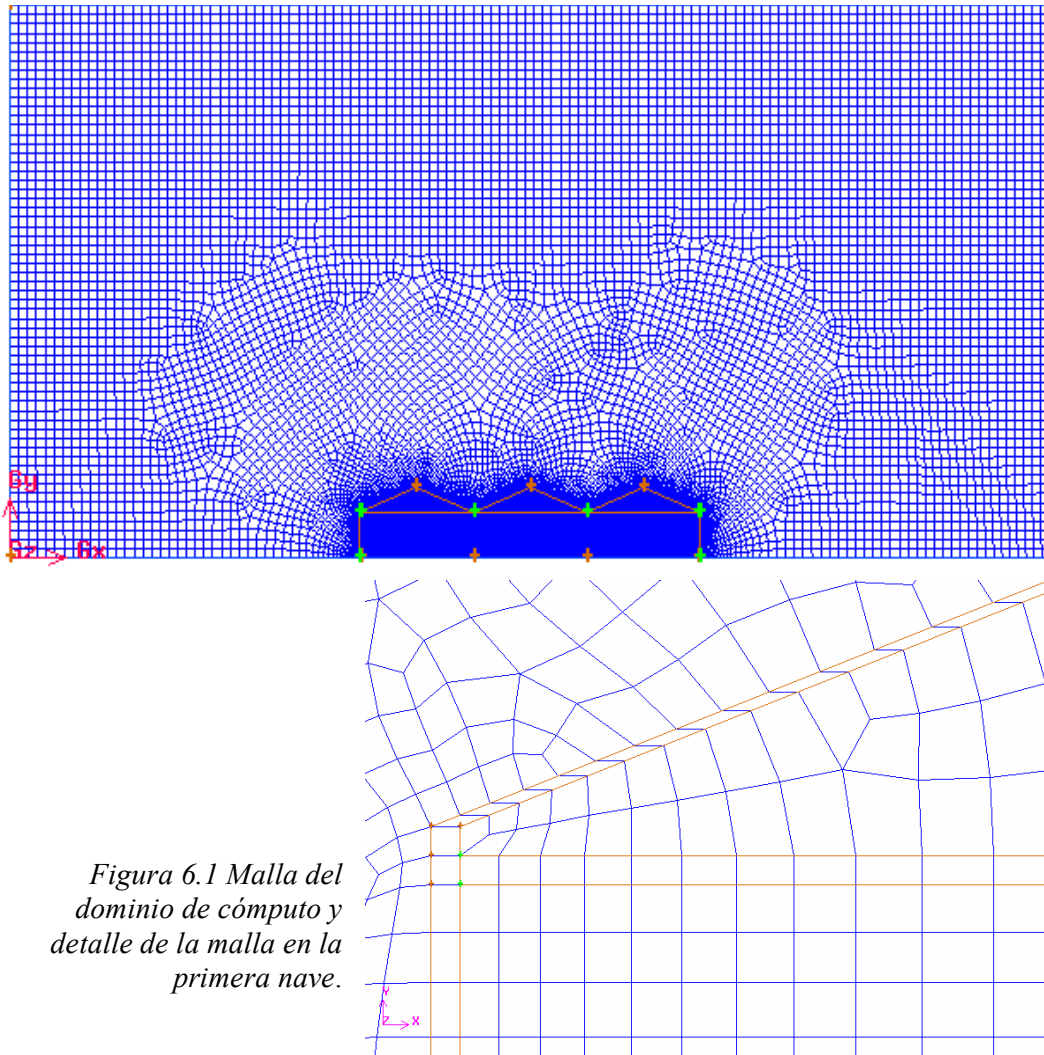 Gy
Gz
Gx
Figura 6.1 Malla del
dominio de cómputo y
detalle de la malla en la
primera nave.
Y
Z X